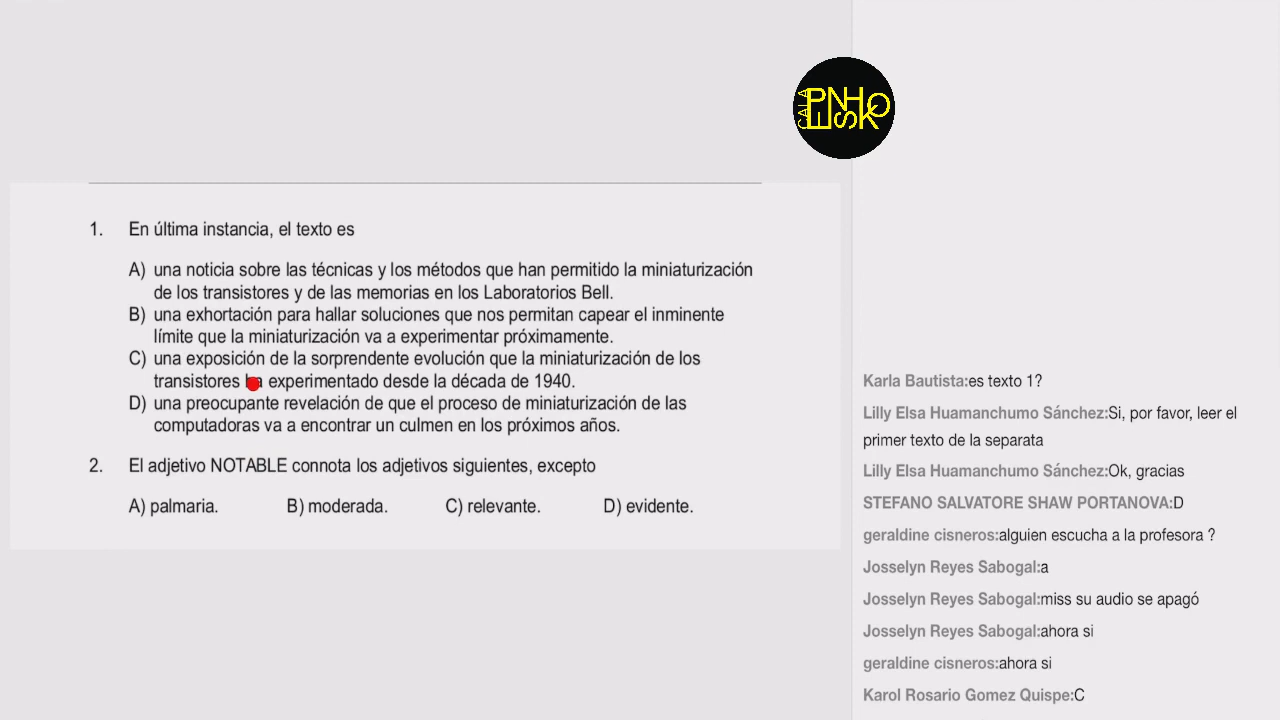 CALA
PENHSKO
1. En última instancia, el texto es
A) una noticia sobre las técnicas y los métodos que han permitido la miniaturización
de los transistores y de las memorias en los Laboratorios Bell.
B) una exhortación para hallar soluciones que nos permitan capear el inminente
límite que la miniaturización va a experimentar próximamente.
C) una exposición de la sorprendente evolución que la miniaturización de los
transistores ha experimentado desde la década de 1940.
D) una preocupante revelación de que el proceso de miniaturización de las
computadoras va a encontrar un culmen en los próximos años.
2. El adjetivo NOTABLE connota los adjetivos siguientes, excepto
A) palmaria. B) moderada. C) relevante. D) evidente.
Karla Bautista:es texto 1?
Lilly Elsa Huamanchumo Sánchez:Si, por favor, leer el
primer texto de la separata
Lilly Elsa Huamanchumo Sánchez:Ok, gracias
STEFANO SALVATORE SHAW PORTANOVA:D
geraldine cisneros:alguien escucha a la profesora ?
Josselyn Reyes Sabogal:a
Josselyn Reyes Sabogal:miss su audio se apagó
Josselyn Reyes Sabogal:ahora si
geraldine cisneros:ahora si
Karol Rosario Gomez Quispe:C